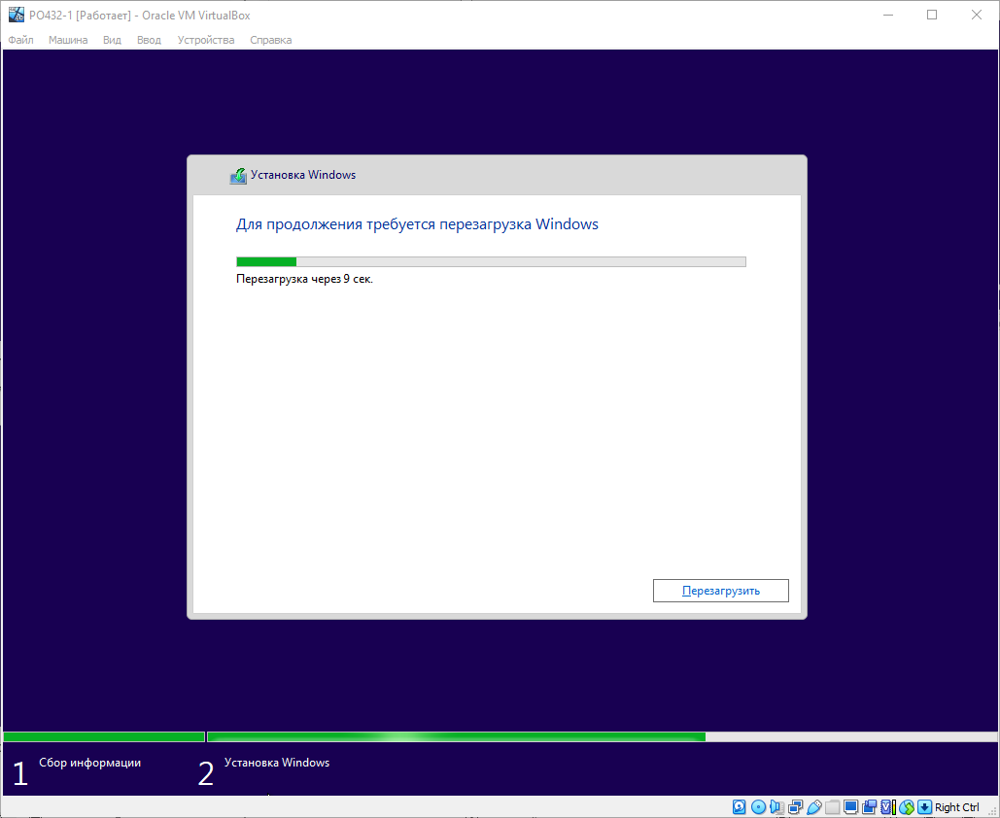 PO432-1 [Работает] - Oracle VM VirtualBox
Файл Машина Вид Ввод Устройства Справка
Установка Windows
Для продолжения требуется перезагрузка Windows
Перезагрузка через 9 сек.
Перезагрузить
1 Сбор информации 2 Установка Windows
Right Ctrl